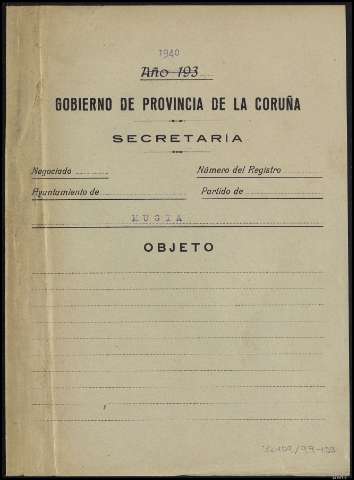 1940
Año 193
GOBIERNO DE PROVINCIA DE LA CORUÑA
SECRETARÍA
Negociado Número del Registro
Ayuntamiento de Partido de
MUGIA
OBJETO